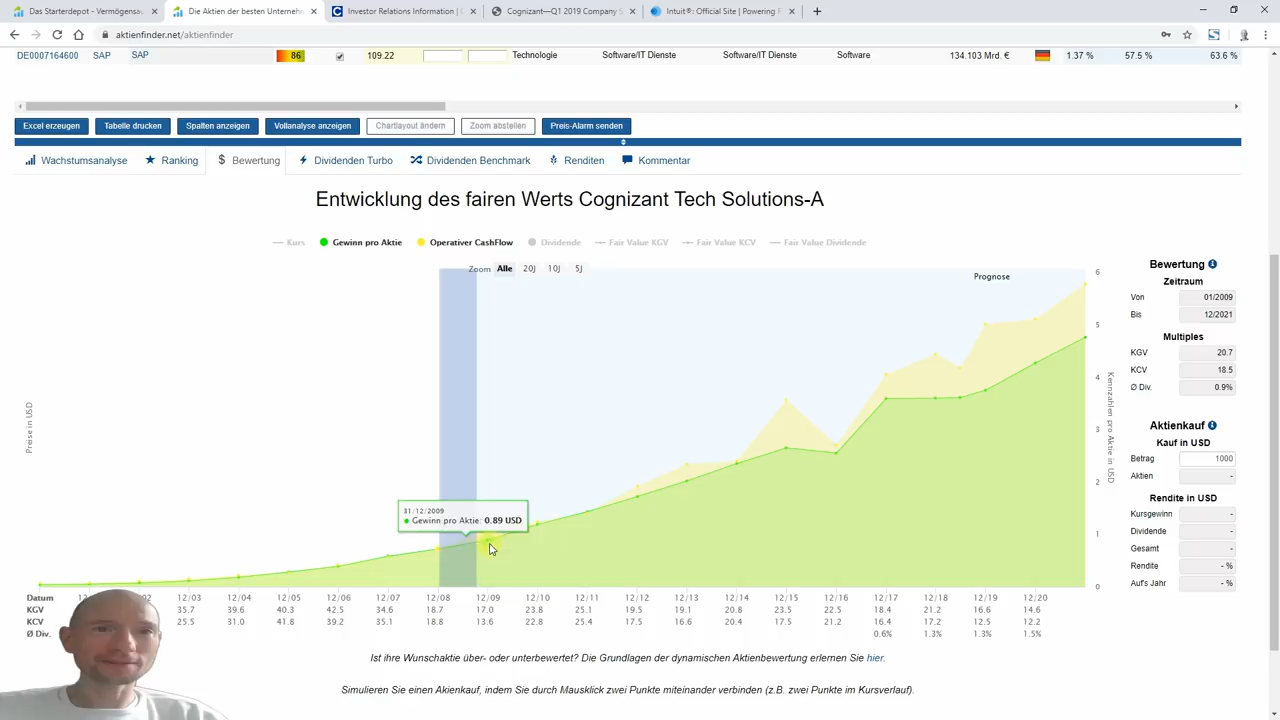 Das Starterdepot - Vermögensau
Die Aktien der besten Unternehm
Investor Relations Information | C
Cognizant—Q1 2019 Company S
Intuit®: Official Site | Powering P
aktienfinder.net/aktienfinder
DE0007164600 SAP SAP 86 109.22 Technologie Software/IT Dienste Software/IT Dienste Software 134.103 Mrd. € 1.37 % 57.5 % 63.6 %
Excel erzeugen Tabelle drucken Spalten anzeigen Vollanalyse anzeigen Chartlayout ändern Zoom abstellen Preis-Alarm senden
Wachstumsanalyse Ranking $ Bewertung Dividenden Turbo Dividenden Benchmark Renditen Kommentar
Entwicklung des fairen Werts Cognizant Tech Solutions-A
Kurs Gewinn pro Aktie Operativer CashFlow Dividende Fair Value KGV Fair Value KCV Fair Value Dividende
Zoom Alle 20J 10J 5J
Prognose
6
5
4
3
2
1
0
Preise in USD
Kennzahlen pro Aktie in USD
31/12/2009
Gewinn pro Aktie: 0.89 USD
Datum 12/03 12/04 12/05 12/06 12/07 12/08 12/09 12/10 12/11 12/12 12/13 12/14 12/15 12/16 12/17 12/18 12/19 12/20
KGV 35.7 39.6 40.3 42.5 34.6 18.7 17.0 23.8 25.1 19.5 19.1 20.8 23.5 22.5 18.4 21.2 16.6 14.6
KCV 25.5 31.0 41.8 39.2 35.1 18.8 13.6 22.8 25.4 17.5 16.6 20.4 17.5 21.2 16.4 17.2 12.5 12.2
Ø Div. 0.6% 1.3% 1.3% 1.5%
Ist ihre Wunschaktie über- oder unterbewertet? Die Grundlagen der dynamischen Aktienbewertung erlernen Sie hier.
Simulieren Sie einen Aktienkauf, indem Sie durch Mausklick zwei Punkte miteinander verbinden (z.B. zwei Punkte im Kursverlauf).
Bewertung
Zeitraum
Von 01/2009
Bis 12/2021
Multiples
KGV 20.7
KCV 18.5
Ø Div. 0.9%
Aktienkauf
Kauf in USD
Betrag 1000
Aktien -
Rendite in USD
Kursgewinn -
Dividende -
Gesamt -
Rendite - %
Auf's Jahr - %